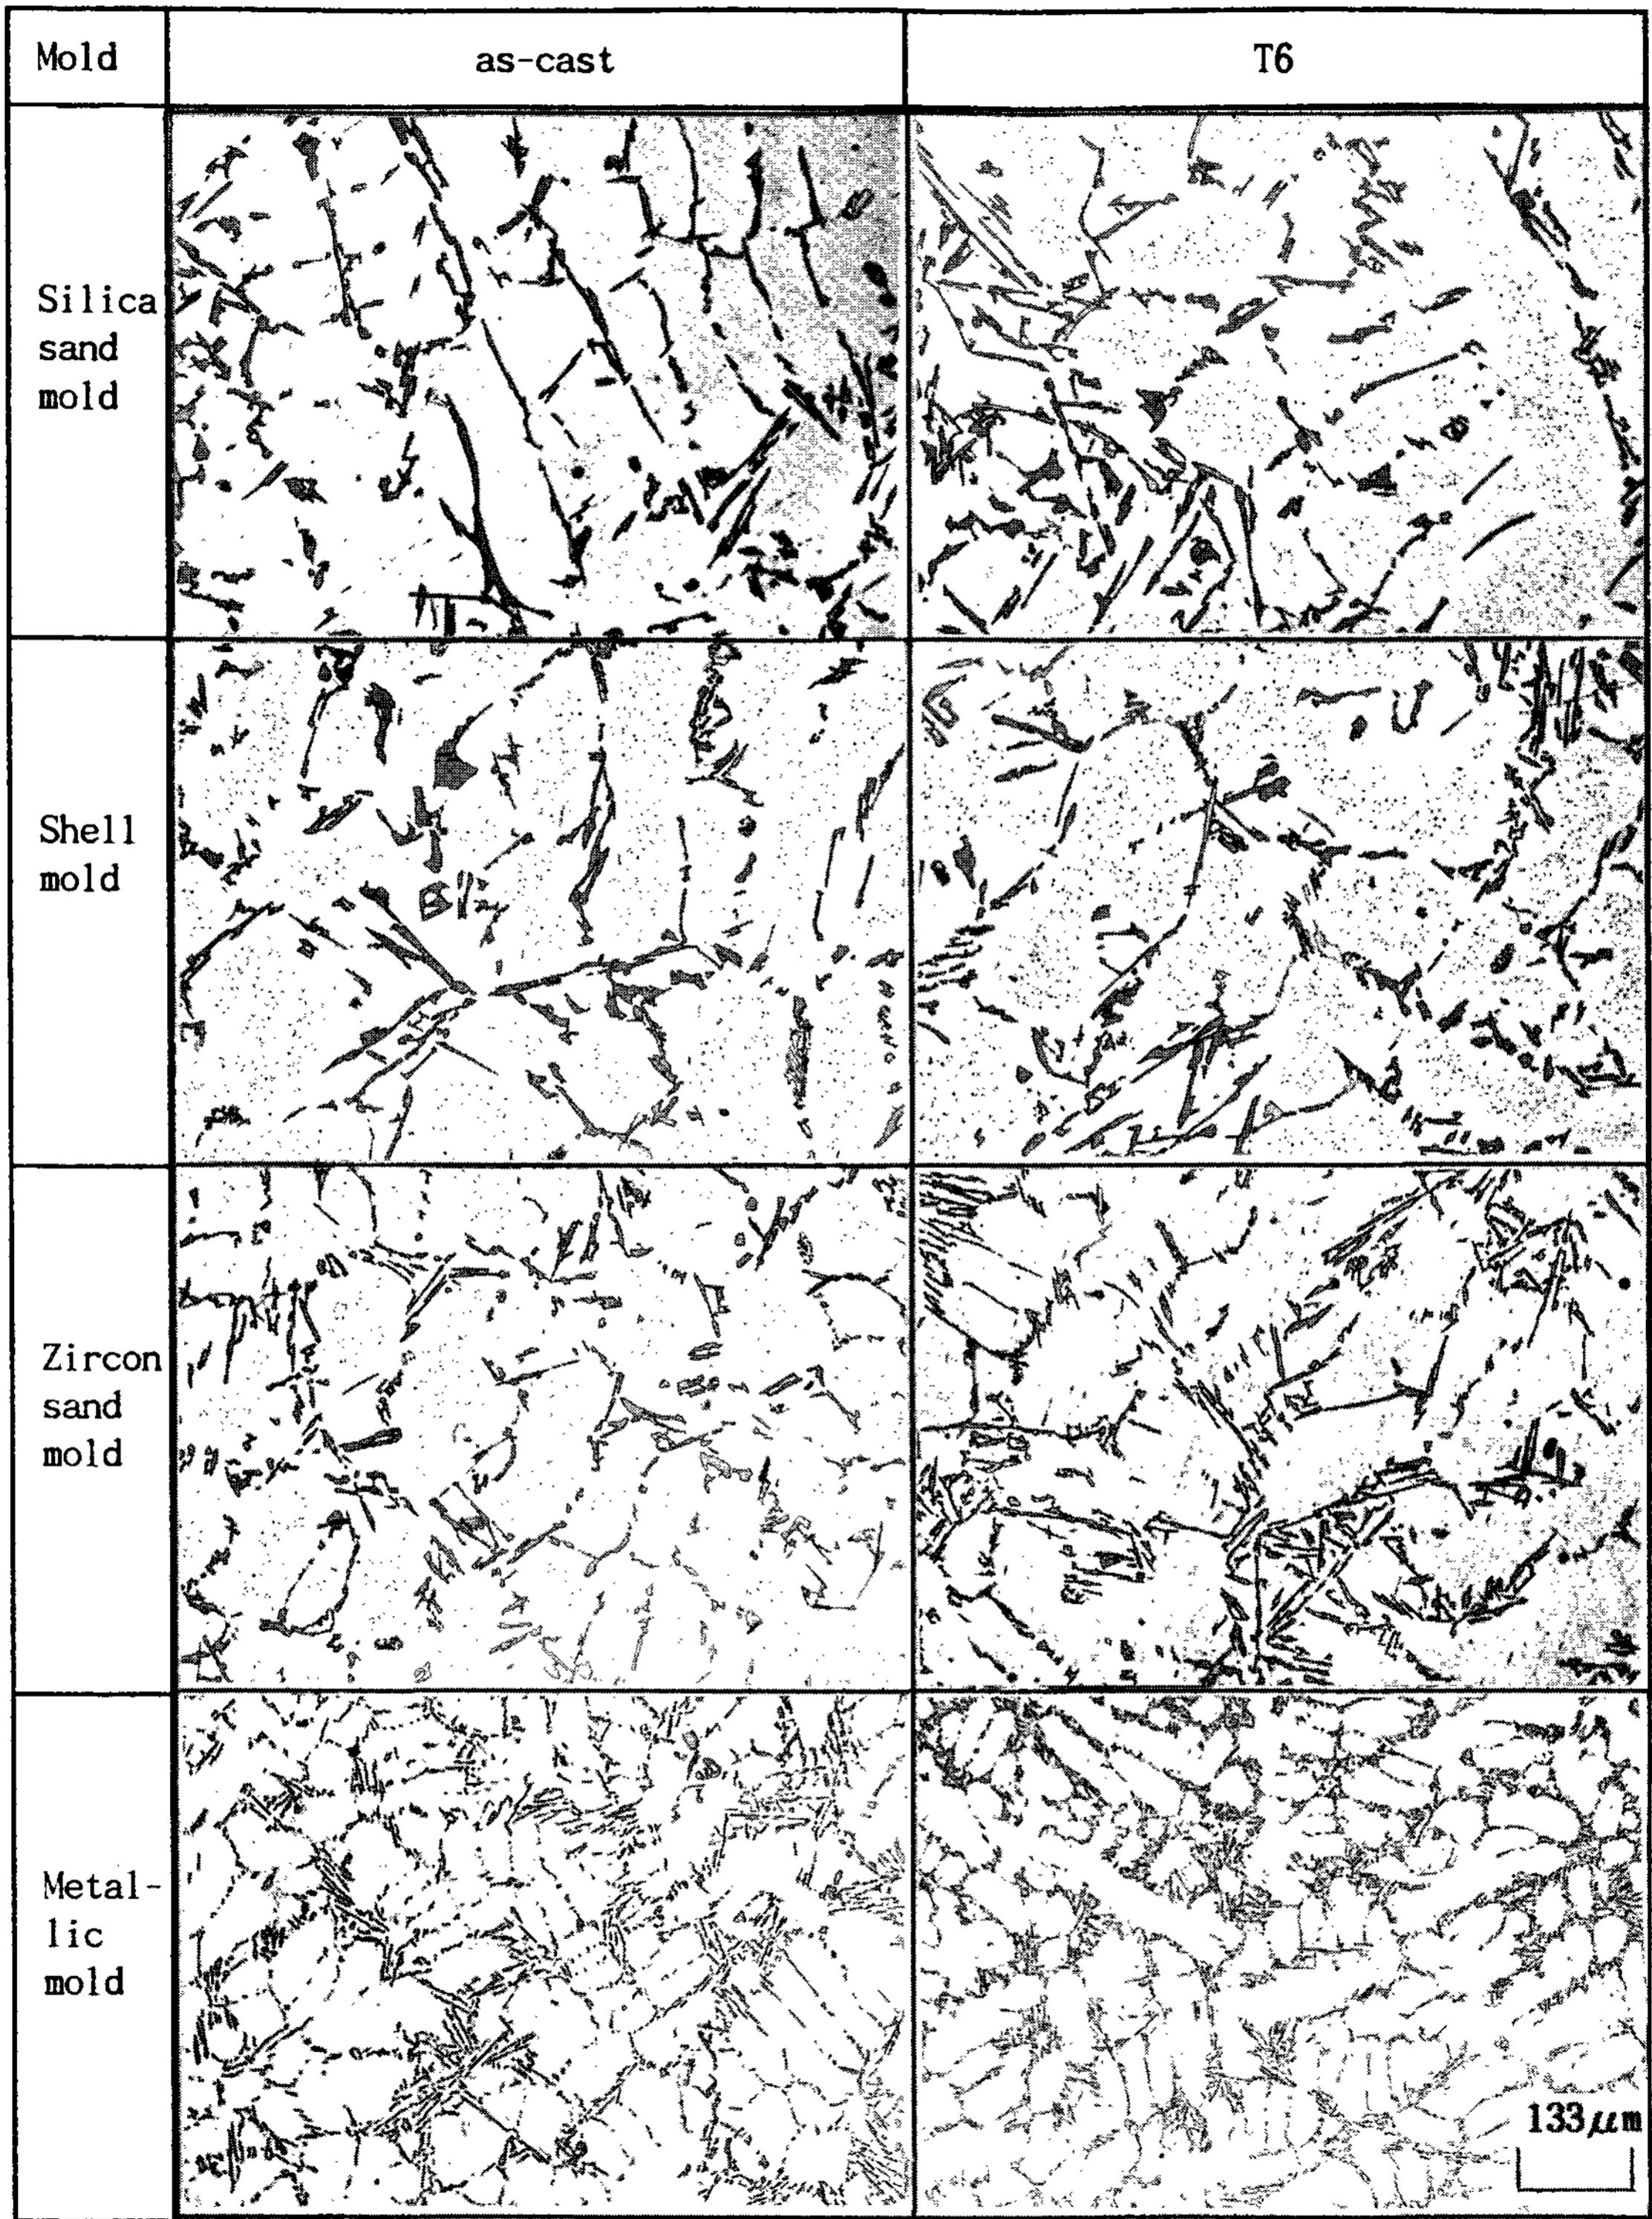 Mold
as-cast
T6
Silica
sand
mold
Shell
mold
Zircon
sand
mold
Metal-
lic
mold
133μm